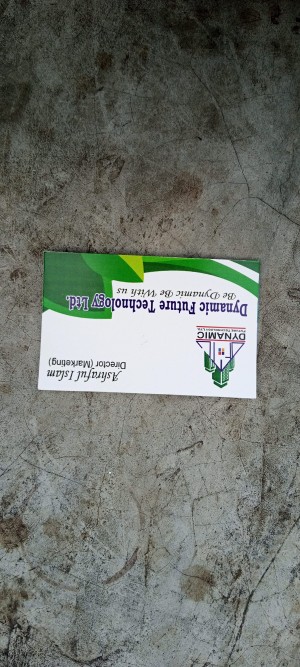 Ashraful Islam
Director (Marketing)
DYNAMIC
Dynamic Future Technology Ltd.
Be Dynamic Be With us